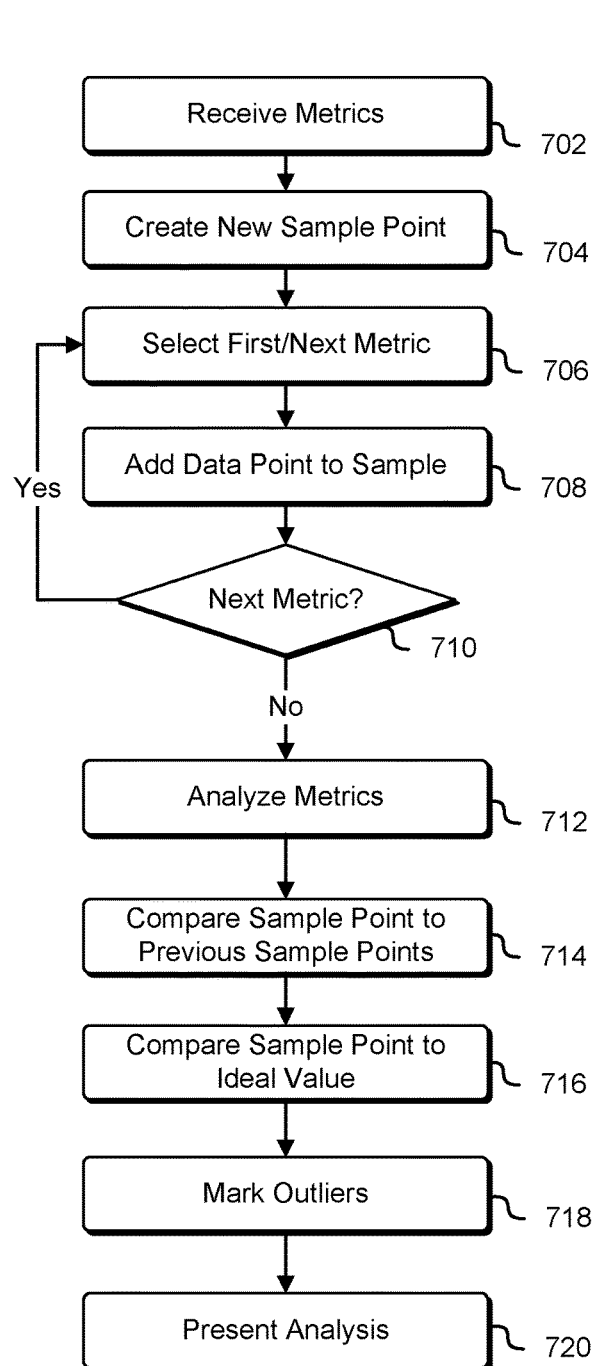 Receive Metrics
702
Create New Sample Point
704
Select First/Next Metric
706
Add Data Point to Sample
708
Yes
Next Metric?
710
No
Analyze Metrics
712
Compare Sample Point to
Previous Sample Points
714
Compare Sample Point to
Ideal Value
716
Mark Outliers
718
Present Analysis
720